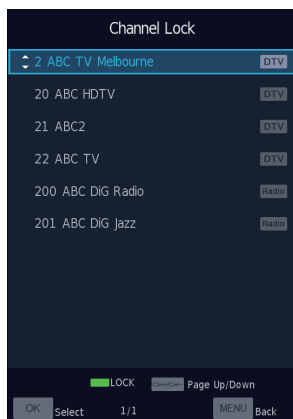 Channel Lock
2 ABC TV Melbourne DTV
20 ABC HDTV DTV
21 ABC2 DTV
22 ABC TV DTV
200 ABC DiG Radio Radio
201 ABC DiG Jazz Radio
LOCK CH+/CH- Page Up/Down
OK Select 1/1 MENU Back